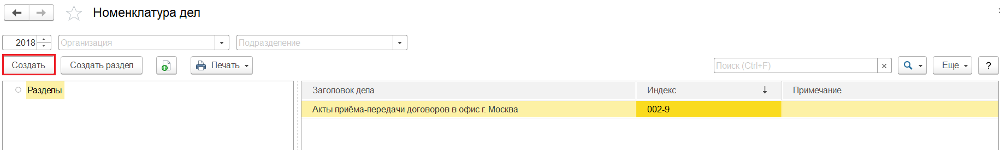 Номенклатура дел
2018 Организация Подразделение
Создать Создать раздел Печать Поиск (Ctrl+F) × Еще ?
Разделы Заголовок дела Индекс ↓ Примечание
Акты приёма-передачи договоров в офис г. Москва 002-9